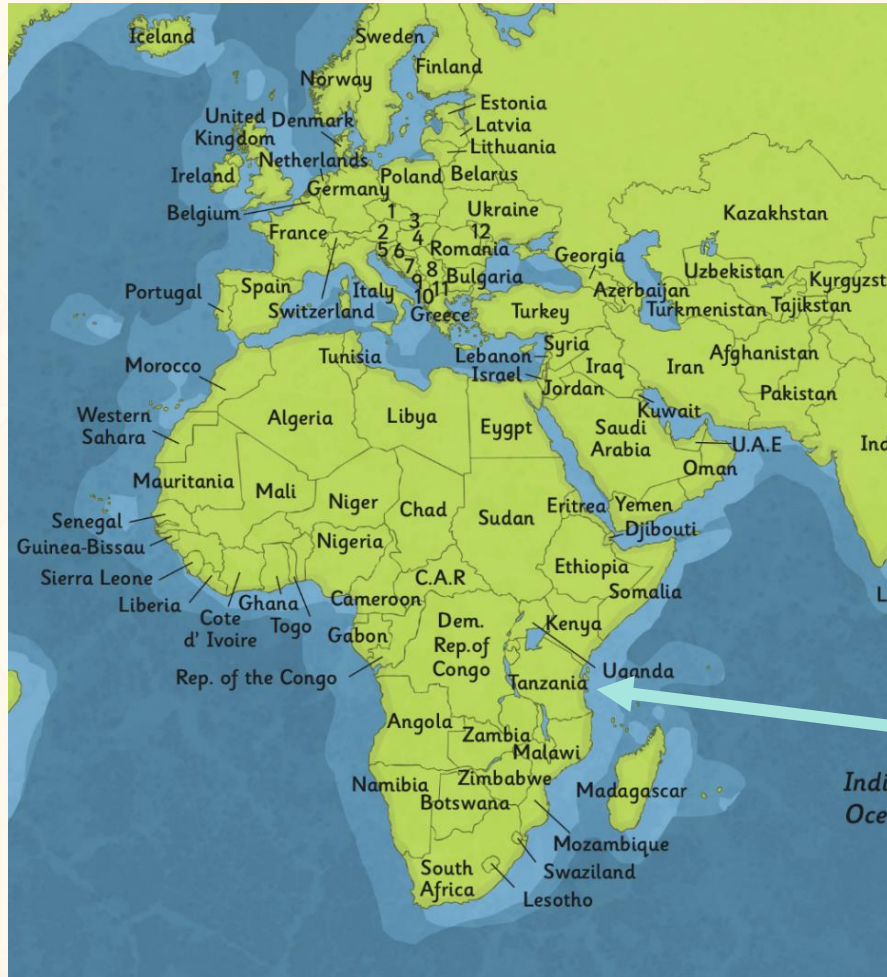 Iceland
Sweden
Finland
Norway
Estonia
United
Kingdom
Denmark
Latvia
Lithuania
Netherlands
Ireland
Poland
Belarus
Germany
Belgium
1
3
Ukraine
Kazakhstan
France
2
4
12
5
6
Romania
Georgia
7
8
Bulgaria
Uzbekistan
Kyrgyzst
9
Azerbaijan
Spain
Italy
10
11
Portugal
Switzerland
Greece
Turkey
Turkmenistan
Tajikstan
Tunisia
Syria
Lebanon
Afghanistan
Morocco
Israel
Iraq
Iran
Jordan
Pakistan
Western
Sahara
Algeria
Libya
Eygpt
Kuwait
Saudi
Arabia
U.A.E
Ind
Oman
Mauritania
Mali
Niger
Chad
Sudan
Eritrea
Yemen
Senegal
Djibouti
Guinea-Bissau
Nigeria
Ethiopia
Sierra Leone
C.A.R
Somalia
Liberia
Cote
d' Ivoire
Ghana
Togo
Cameroon
L
Gabon
Dem.
Rep.of
Congo
Kenya
Rep. of the Congo
Uganda
Tanzania
Angola
Zambia
Malawi
Namibia
Zimbabwe
Botswana
Madagascar
Indi
Oce
Mozambique
South
Africa
Swaziland
Lesotho